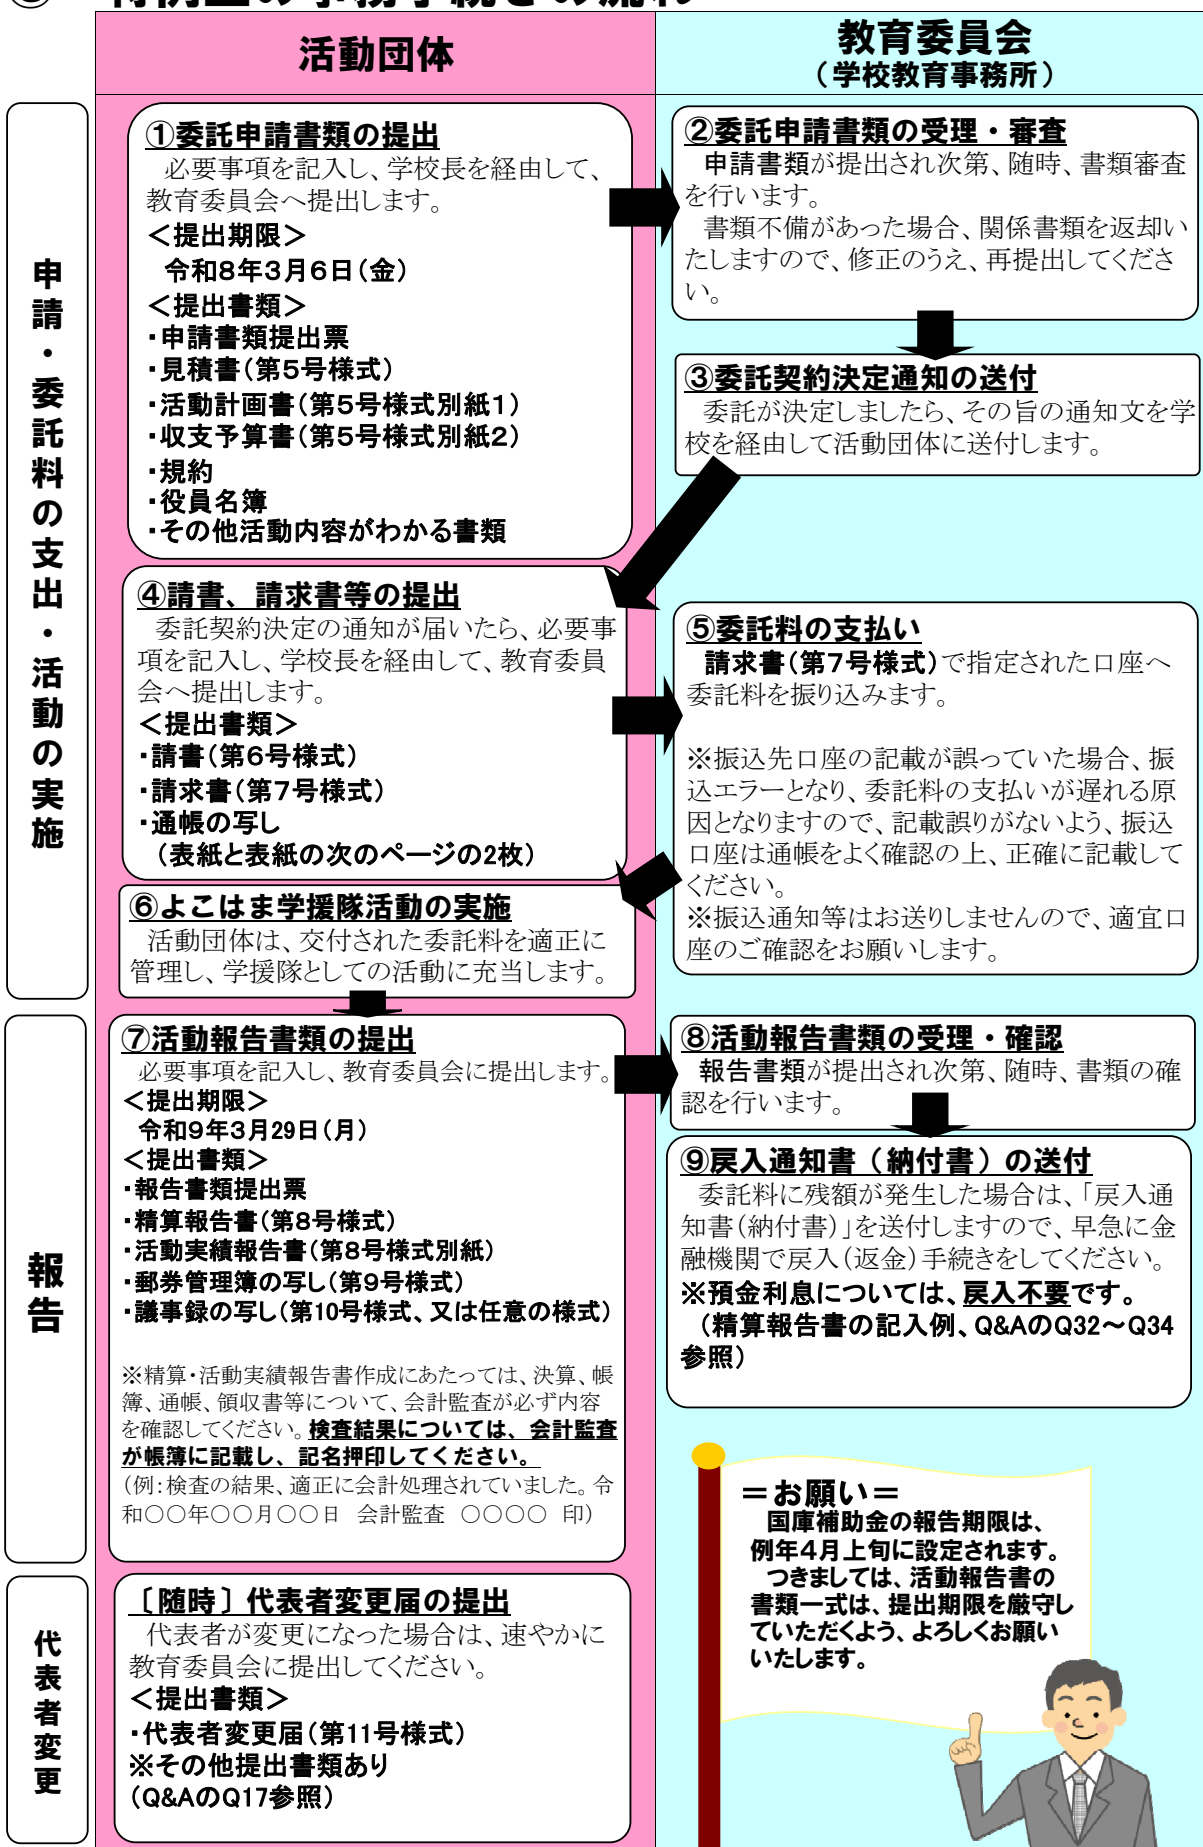 活動団体
教育委員会
（学校教育事務所）
申請・委託料の支出・活動の実施
①委託申請書類の提出
必要事項を記入し、学校長を経由して、
教育委員会へ提出します。
＜提出期限＞
令和8年3月6日（金）
＜提出書類＞
・申請書類提出票
・見積書（第5号様式）
・活動計画書（第5号様式別紙1）
・収支予算書（第5号様式別紙2）
・規約
・役員名簿
・その他活動内容がわかる書類
②委託申請書類の受理・審査
申請書類が提出され次第、随時、書類審査
を行います。
書類不備があった場合、関係書類を返却い
たしますので、修正のうえ、再提出してくださ
い。
③委託契約決定通知の送付
委託が決定しましたら、その旨の通知文を学
校を経由して活動団体に送付します。
④請書、請求書等の提出
委託契約決定の通知が届いたら、必要事
項を記入し、学校長を経由して、教育委員
会へ提出します。
＜提出書類＞
・請書（第6号様式）
・請求書（第7号様式）
・通帳の写し
（表紙と表紙の次のページの2枚）
⑤委託料の支払い
請求書（第7号様式）で指定された口座へ
委託料を振り込みます。
※振込先口座の記載が誤っていた場合、振
込エラーとなり、委託料の支払いが遅れる原
因となりますので、記載誤りがないよう、振込
口座は通帳をよく確認の上、正確に記載して
ください。
※振込通知等はお送りしませんので、適宜口
座のご確認をお願いします。
⑥よこはま学援隊活動の実施
活動団体は、交付された委託料を適正に
管理し、学援隊としての活動に充当します。
報告
⑦活動報告書類の提出
必要事項を記入し、教育委員会に提出します。
＜提出期限＞
令和9年3月29日（月）
＜提出書類＞
・報告書類提出票
・精算報告書（第8号様式）
・活動実績報告書（第8号様式別紙）
・郵券管理簿の写し（第9号様式）
・議事録の写し（第10号様式、又は任意の様式）
※精算・活動実績報告書作成にあたっては、決算、帳
簿、通帳、領収書等について、会計監査が必ず内容
を確認してください。検査結果については、会計監査
が帳簿に記載し、記名押印してください。
（例：検査の結果、適正に会計処理されていました。令
和○○年○○月○○日　会計監査　○○○○　印）
⑧活動報告書類の受理・確認
報告書類が提出され次第、随時、書類の確
認を行います。
⑨戻入通知書（納付書）の送付
委託料に残額が発生した場合は、「戻入通
知書（納付書）」を送付しますので、早急に金
融機関で戻入（返金）手続きをしてください。
※預金利息については、戻入不要です。
（精算報告書の記入例、Q&AのQ32～Q34
参照）
＝お願い＝
国庫補助金の報告期限は、
例年4月上旬に設定されます。
つきましては、活動報告書の
書類一式は、提出期限を厳守し
ていただくよう、よろしくお願い
いたします。
代表者変更
〔随時〕代表者変更届の提出
代表者が変更になった場合は、速やかに
教育委員会に提出してください。
＜提出書類＞
・代表者変更届（第11号様式）
※その他提出書類あり
（Q&AのQ17参照）